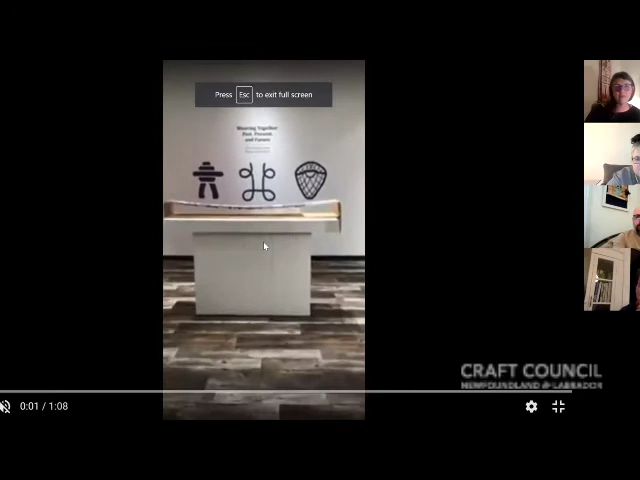 Press Esc to exit full screen
Weaving Together
Past, Present,
and Future
CRAFT COUNCIL
NEWFOUNDLAND & LABRADOR
0:01 / 1:08